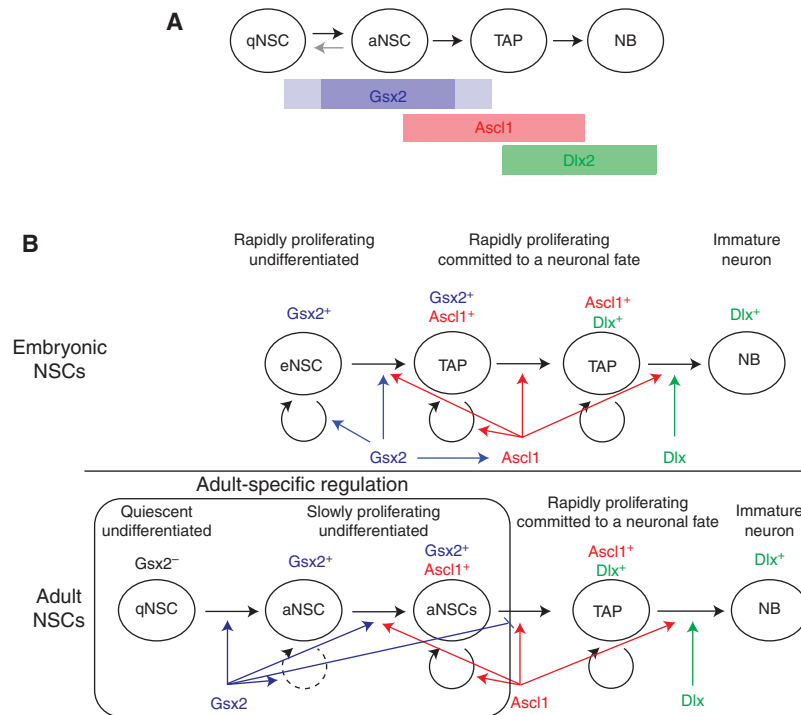 A
qNSC
aNSC
TAP
NB
Gsx2
Ascl1
Dlx2
B
Rapidly proliferating
undifferentiated
Rapidly proliferating
committed to a neuronal fate
Immature
neuron
Gsx2+
Gsx2+
Ascl1+
Ascl1+
Dlx+
Dlx+
Embryonic
NSCs
eNSC
TAP
TAP
NB
Gsx2
Ascl1
Dlx
Adult-specific regulation
Quiescent
undifferentiated
Slowly proliferating
undifferentiated
Rapidly proliferating
committed to a neuronal fate
Immature
neuron
Gsx2−
Gsx2+
Gsx2+
Ascl1+
Ascl1+
Dlx+
Dlx+
Adult
NSCs
qNSC
aNSC
aNSCs
TAP
NB
Gsx2
Ascl1
Dlx